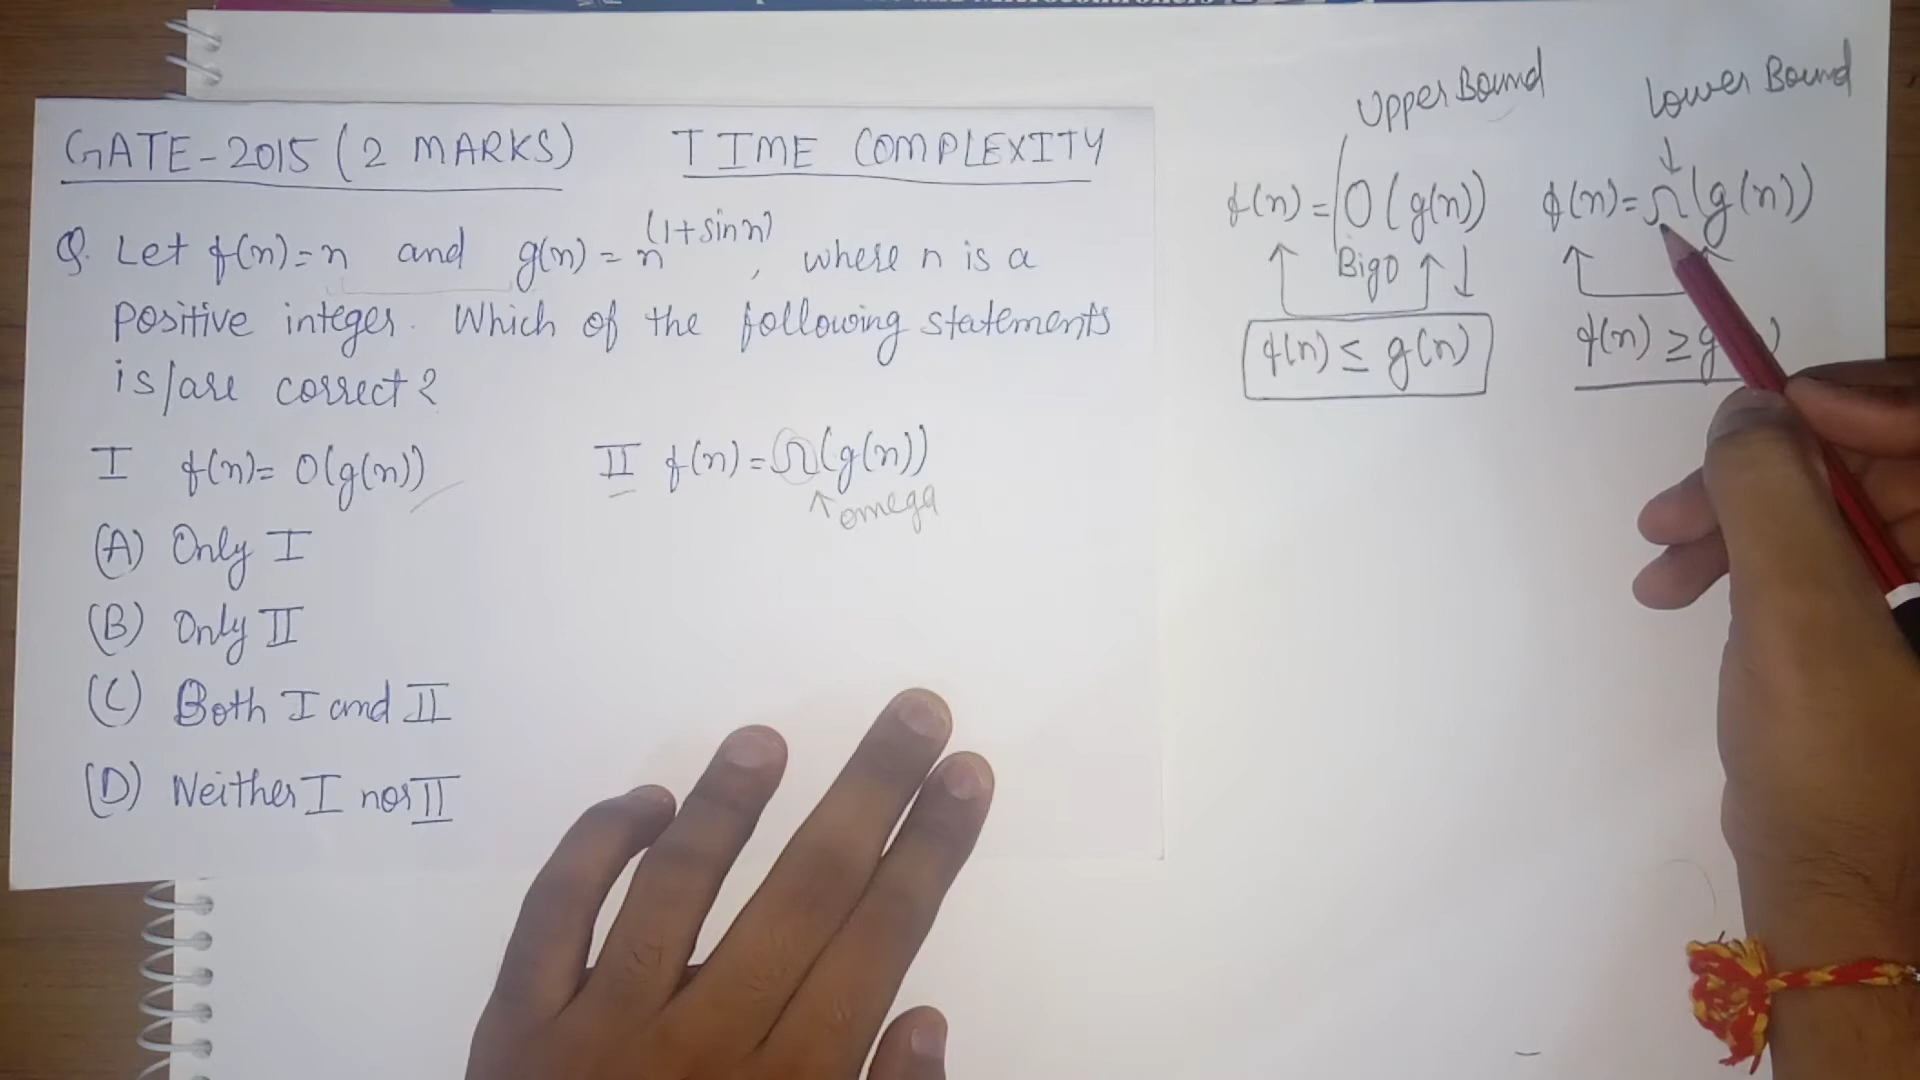 GATE-2015 (2 MARKS) TIME COMPLEXITY
Q. Let f(n)=n and g(n)=n^(1+sin n), where n is a
positive integer. Which of the following statements
is/are correct?
I f(n)= O(g(n)) II f(n)=Ω(g(n))
↑ omega
(A) Only I
(B) Only II
(C) Both I and II
(D) Neither I nor II
Upper Bound
f(n)=O(g(n))
Big O
f(n) ≤ g(n)
Lower Bound
f(n)=Ω(g(n))
f(n) ≥ g